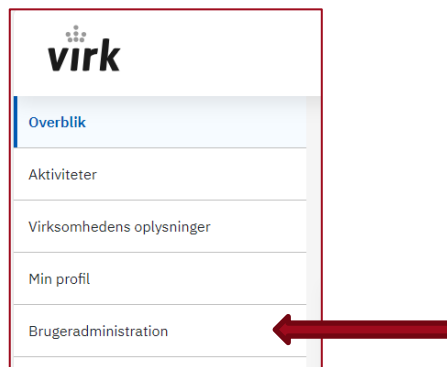 virk
Overblik
Aktiviteter
Virksomhedens oplysninger
Min profil
Brugeradministration